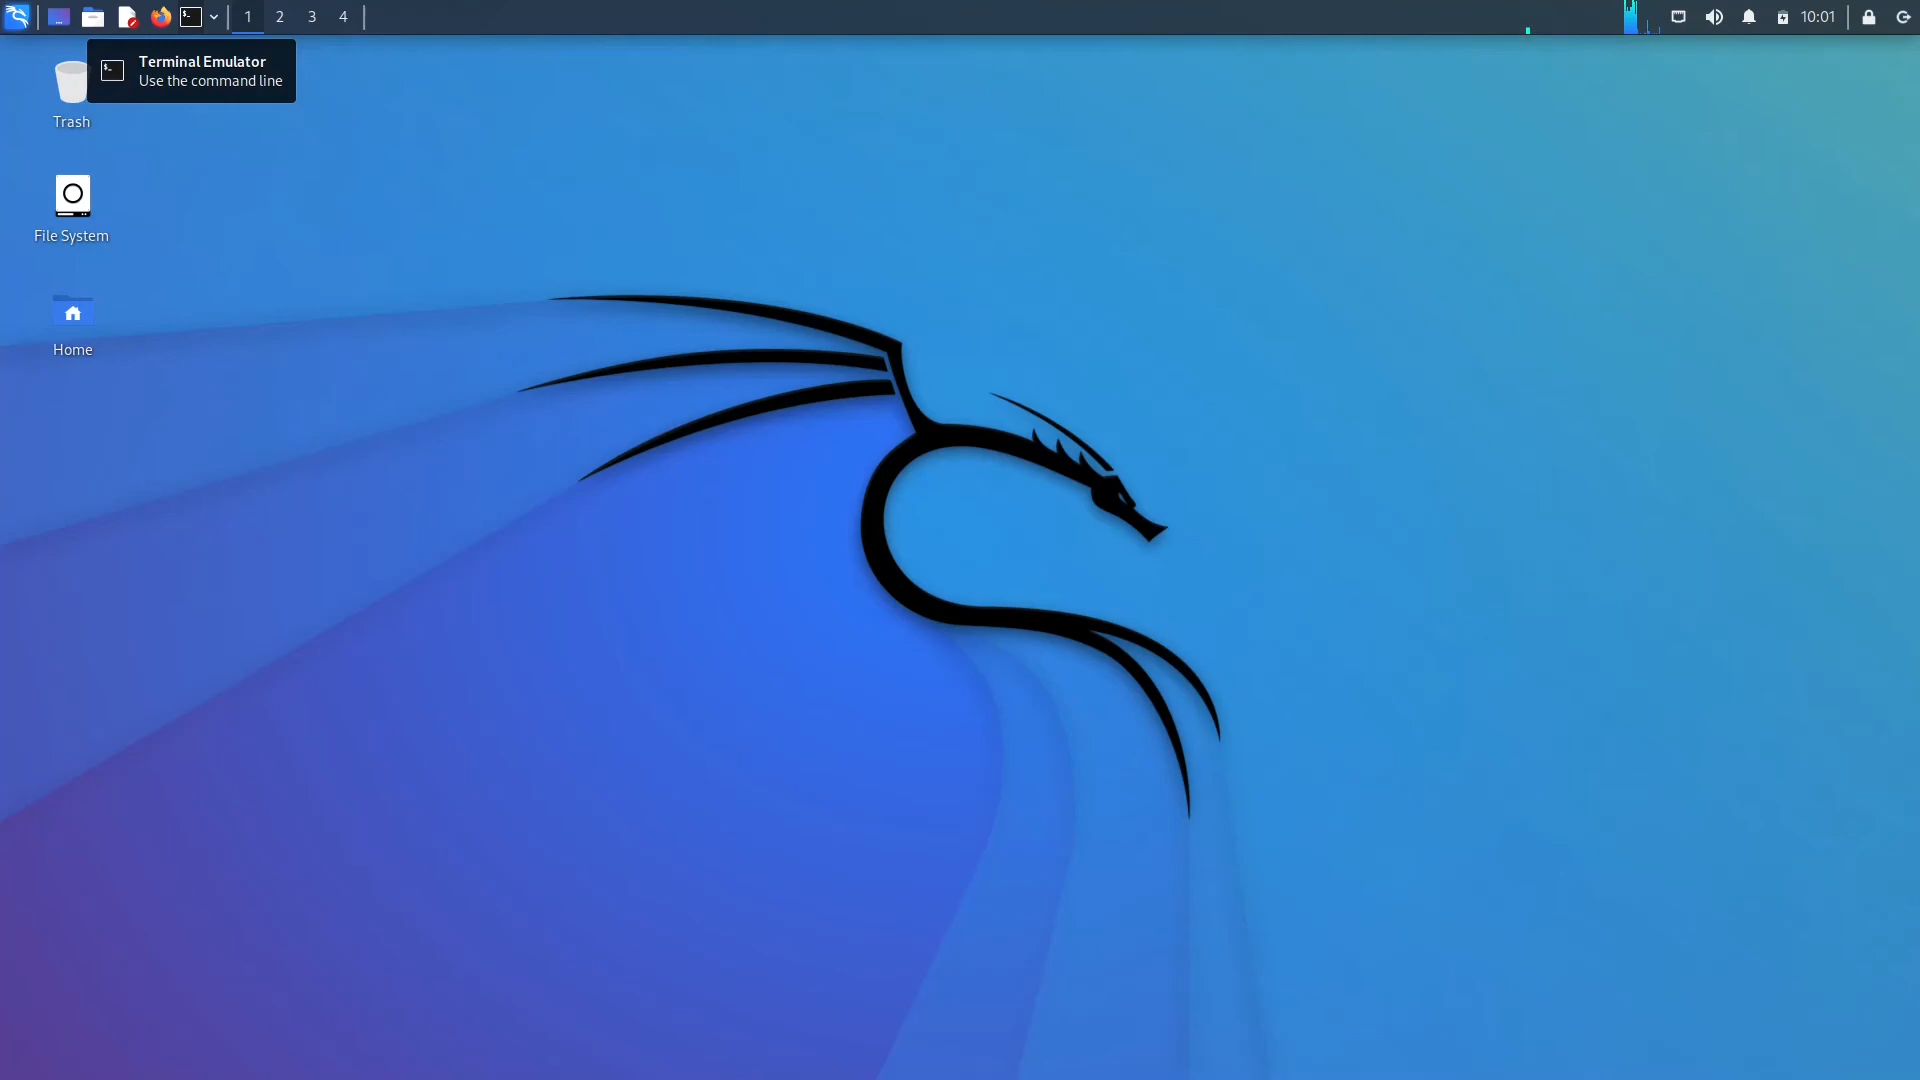 1 2 3 4
10:01
$_
Terminal Emulator
Use the command line
Trash
File System
Home